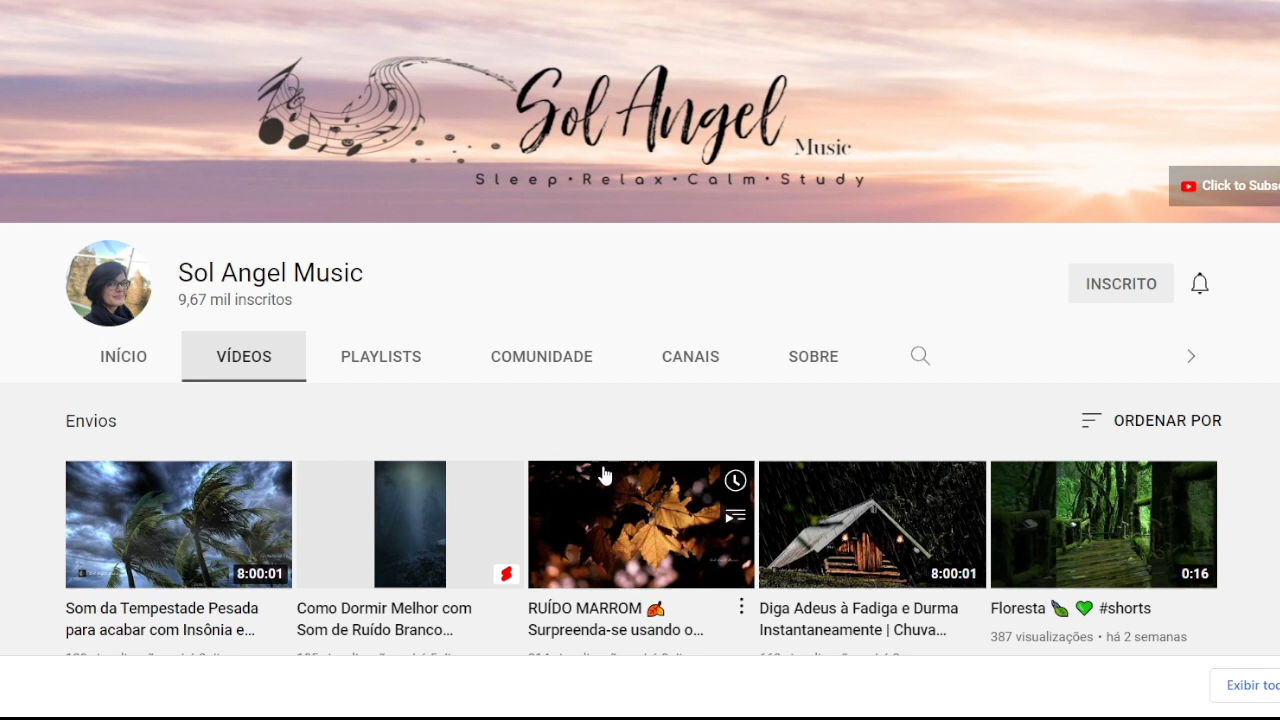 Sol Angel
Music
Sleep • Relax • Calm • Study
Click to Subs
Sol Angel Music
9,67 mil inscritos
INSCRITO
INÍCIO
VÍDEOS
PLAYLISTS
COMUNIDADE
CANAIS
SOBRE
Envios
ORDENAR POR
8:00:01
8:00:01
0:16
Som da Tempestade Pesada
para acabar com Insônia e...
Como Dormir Melhor com
Som de Ruído Branco...
RUÍDO MARROM 🍂
Surpreenda-se usando o...
Diga Adeus à Fadiga e Durma
Instantaneamente | Chuva...
Floresta 🍃 💚 #shorts
387 visualizações • há 2 semanas
Exibir